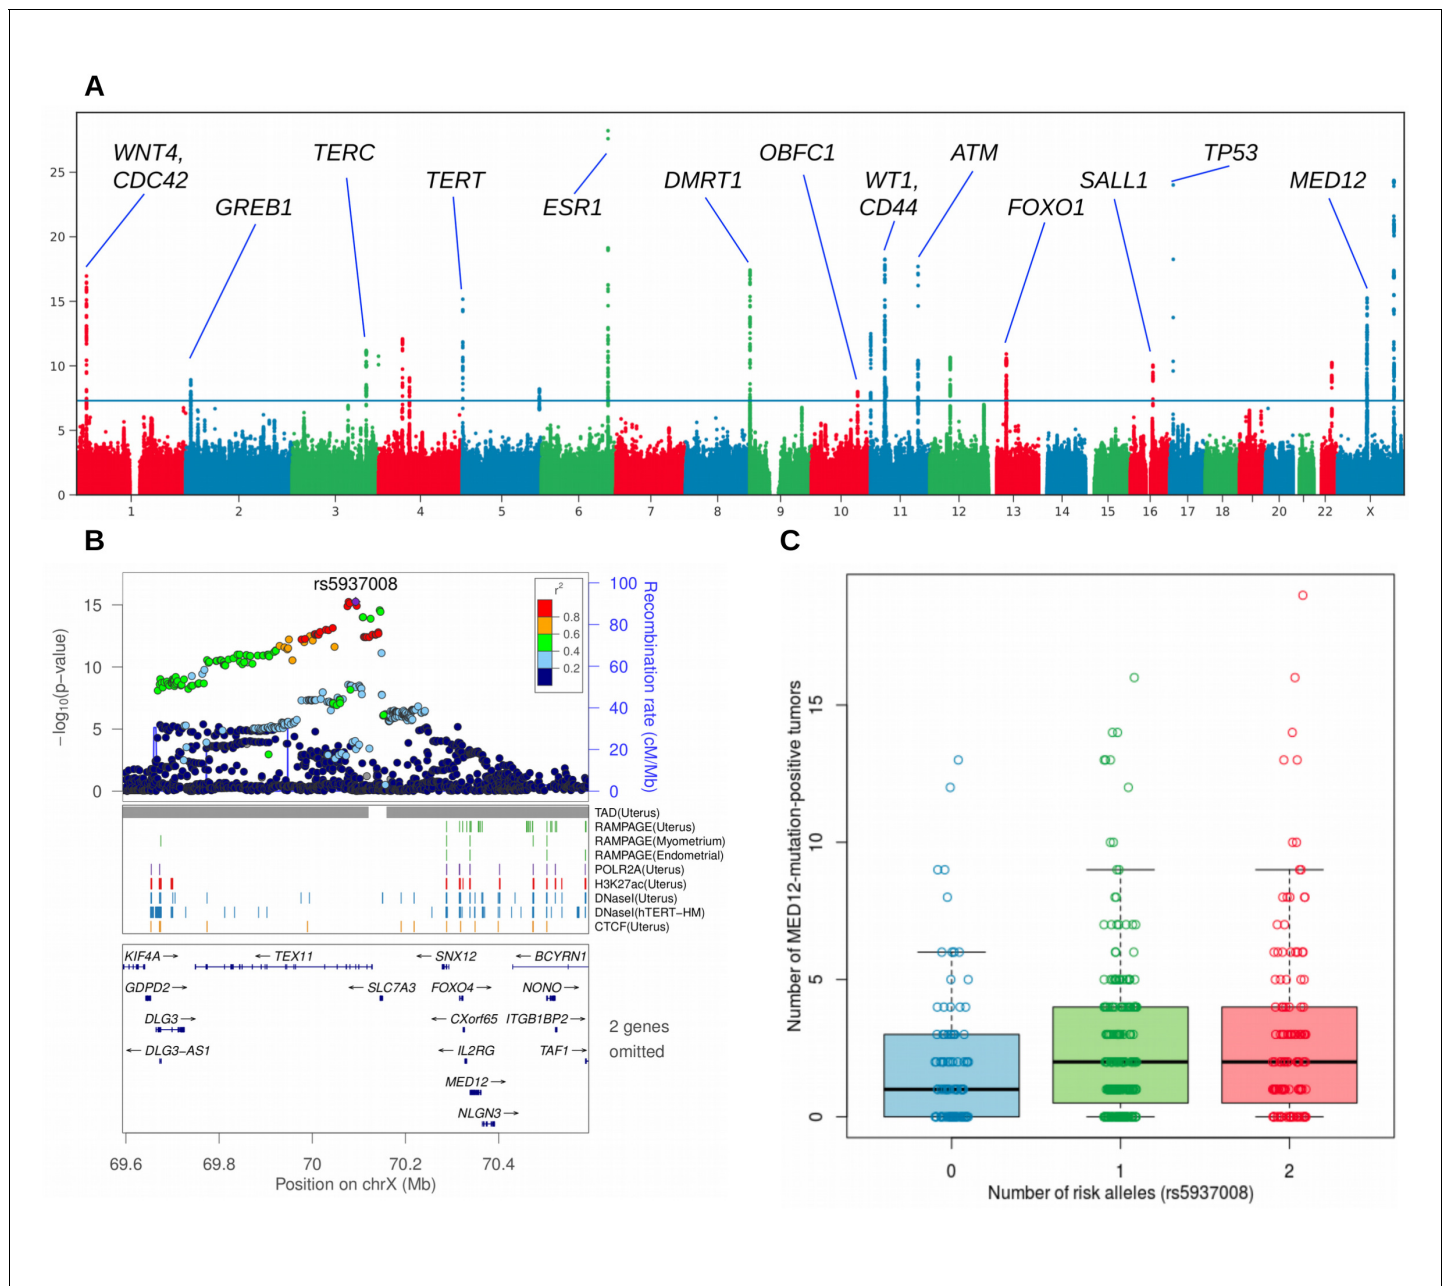 A
WNT4,
CDC42
GREB1
TERC
TERT
ESR1
DMRT1
OBFC1
WT1,
CD44
ATM
FOXO1
SALL1
TP53
MED12
25
20
15
10
5
0
1 2 3 4 5 6 7 8 9 10 11 12 13 14 15 16 17 18 20 22 X
B
rs5937008
−log10(p−value)
15
10
5
0
r2
0.8
0.6
0.4
0.2
100
80
60
40
20
0
Recombination rate (cM/Mb)
TAD(Uterus)
RAMPAGE(Uterus)
RAMPAGE(Myometrium)
RAMPAGE(Endometrial)
POLR2A(Uterus)
H3K27ac(Uterus)
DNaseI(Uterus)
DNaseI(hTERT−HM)
CTCF(Uterus)
KIF4A → ← TEX11 ← SNX12 ← BCYRN1
GDPD2 → ← SLC7A3 FOXO4 → NONO →
DLG3 → ← CXorf65 ITGB1BP2 →
← DLG3−AS1 ← IL2RG TAF1 →
MED12 →
NLGN3 →
2 genes
omitted
69.6 69.8 70 70.2 70.4
Position on chrX (Mb)
C
Number of MED12-mutation-positive tumors
15
10
5
0
0 1 2
Number of risk alleles (rs5937008)